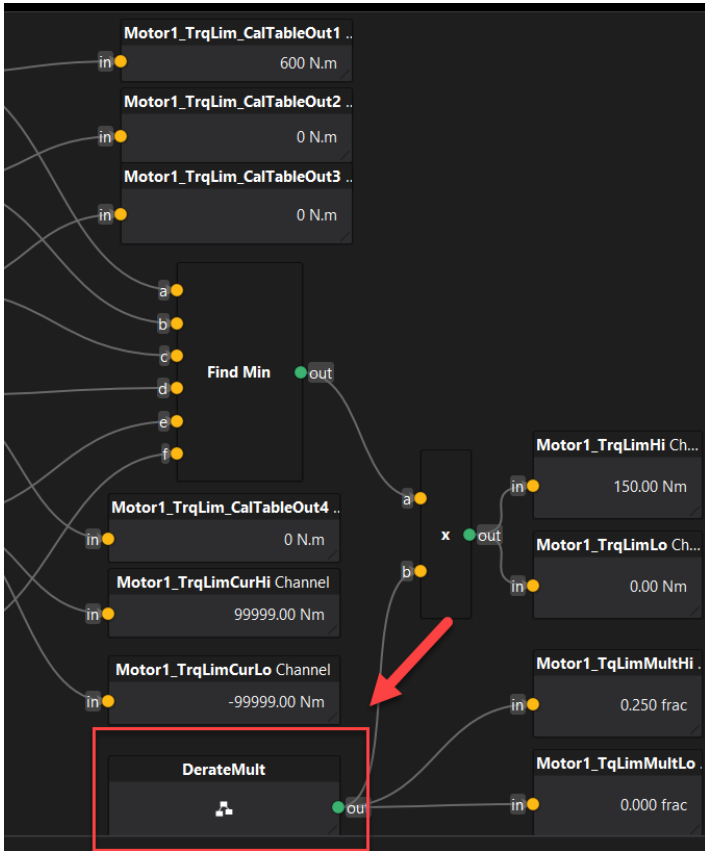 Motor1_TrqLim_CalTableOut1 ..
in
600 N.m
Motor1_TrqLim_CalTableOut2 ..
in
0 N.m
Motor1_TrqLim_CalTableOut3 ..
in
0 N.m
a
b
c
d
e
f
Find Min
out
Motor1_TrqLim_CalTableOut4 ..
in
0 N.m
Motor1_TrqLimCurHi Channel
in
99999.00 Nm
Motor1_TrqLimCurLo Channel
in
-99999.00 Nm
DerateMult
out
a
b
x
out
Motor1_TrqLimHi Ch...
in
150.00 Nm
Motor1_TrqLimLo Ch...
in
0.00 Nm
Motor1_TqLimMultHi .
in
0.250 frac
Motor1_TqLimMultLo ..
in
0.000 frac